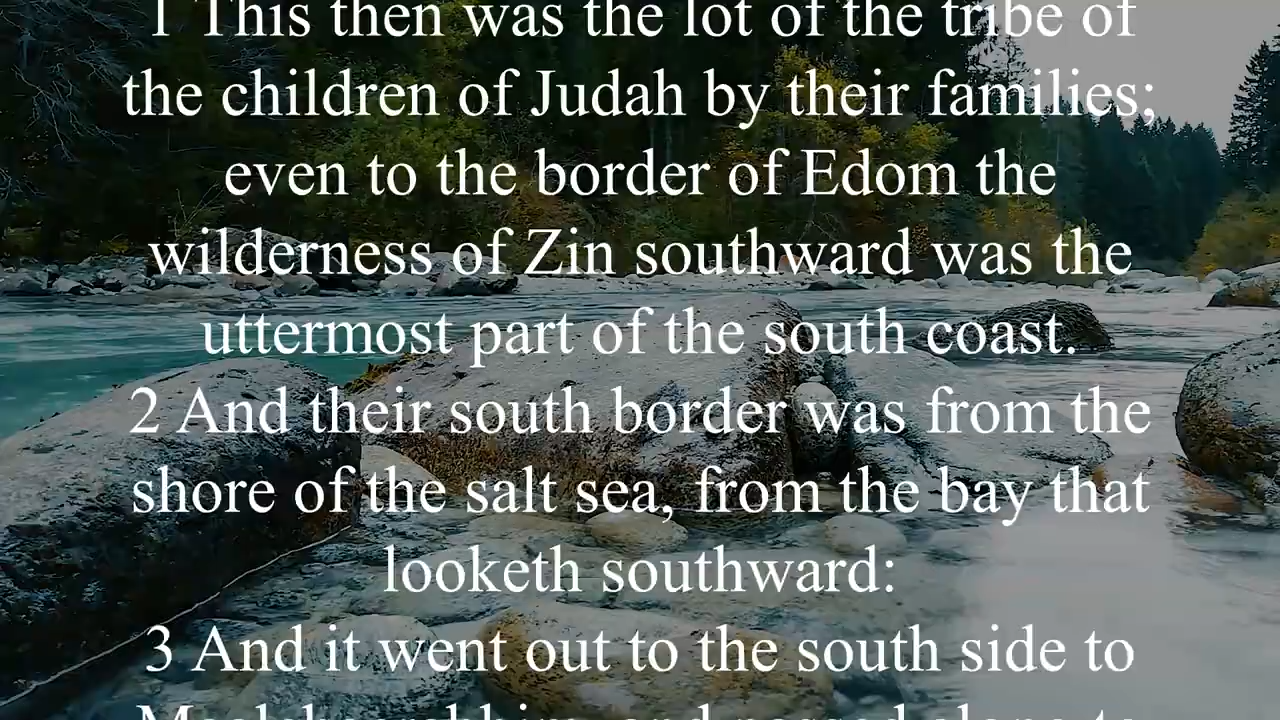 1 This then was the lot of the tribe of
the children of Judah by their families;
even to the border of Edom the
wilderness of Zin southward was the
uttermost part of the south coast.
2 And their south border was from the
shore of the salt sea, from the bay that
looketh southward:
3 And it went out to the south side to